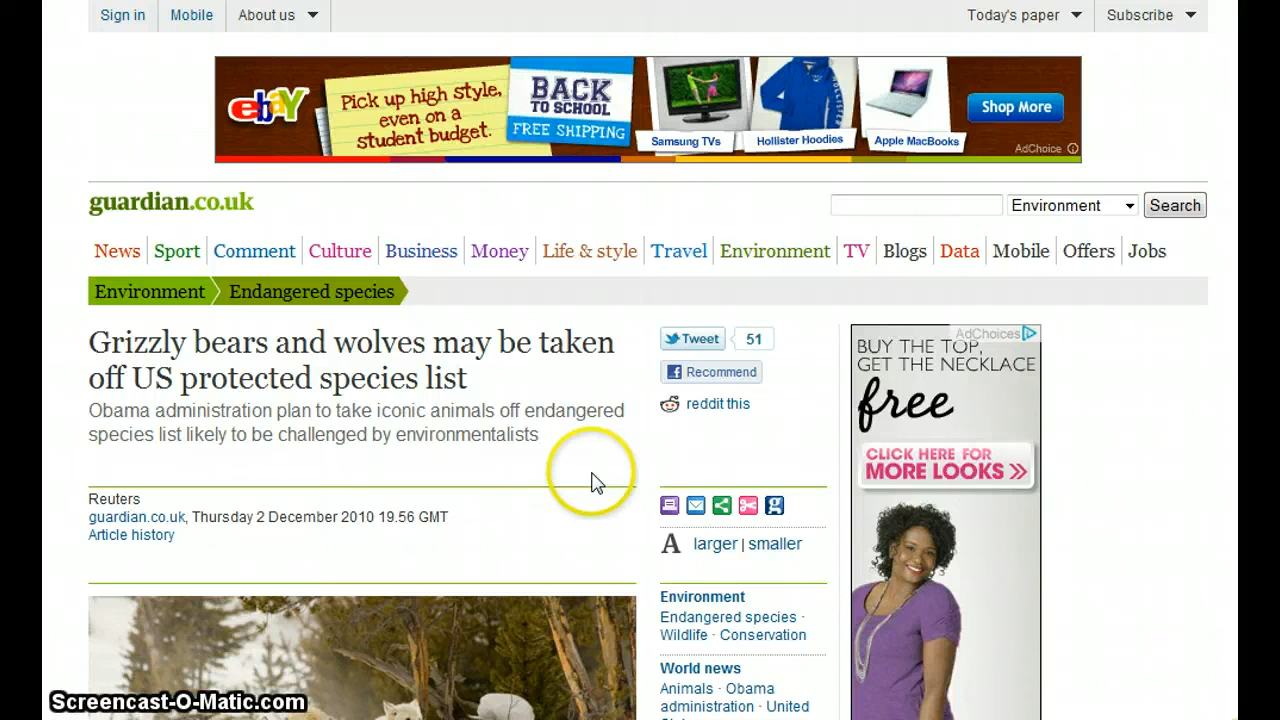 Sign in
Mobile
About us
Today's paper
Subscribe
ebay
Pick up high style,
even on a
student budget.
BACK
TO SCHOOL
FREE SHIPPING
Samsung TVs
Hollister Hoodies
Apple MacBooks
Shop More
AdChoice
guardian.co.uk
Environment
Search
News
Sport
Comment
Culture
Business
Money
Life & style
Travel
Environment
TV
Blogs
Data
Mobile
Offers
Jobs
Environment
Endangered species
Grizzly bears and wolves may be taken
off US protected species list
Obama administration plan to take iconic animals off endangered
species list likely to be challenged by environmentalists
Reuters
guardian.co.uk, Thursday 2 December 2010 19.56 GMT
Article history
Tweet
51
Recommend
reddit this
A larger | smaller
Environment
Endangered species ·
Wildlife · Conservation
World news
Animals · Obama
administration · United
AdChoices
BUY THE TOP,
GET THE NECKLACE
free
CLICK HERE FOR
MORE LOOKS >>
Screencast-O-Matic.com